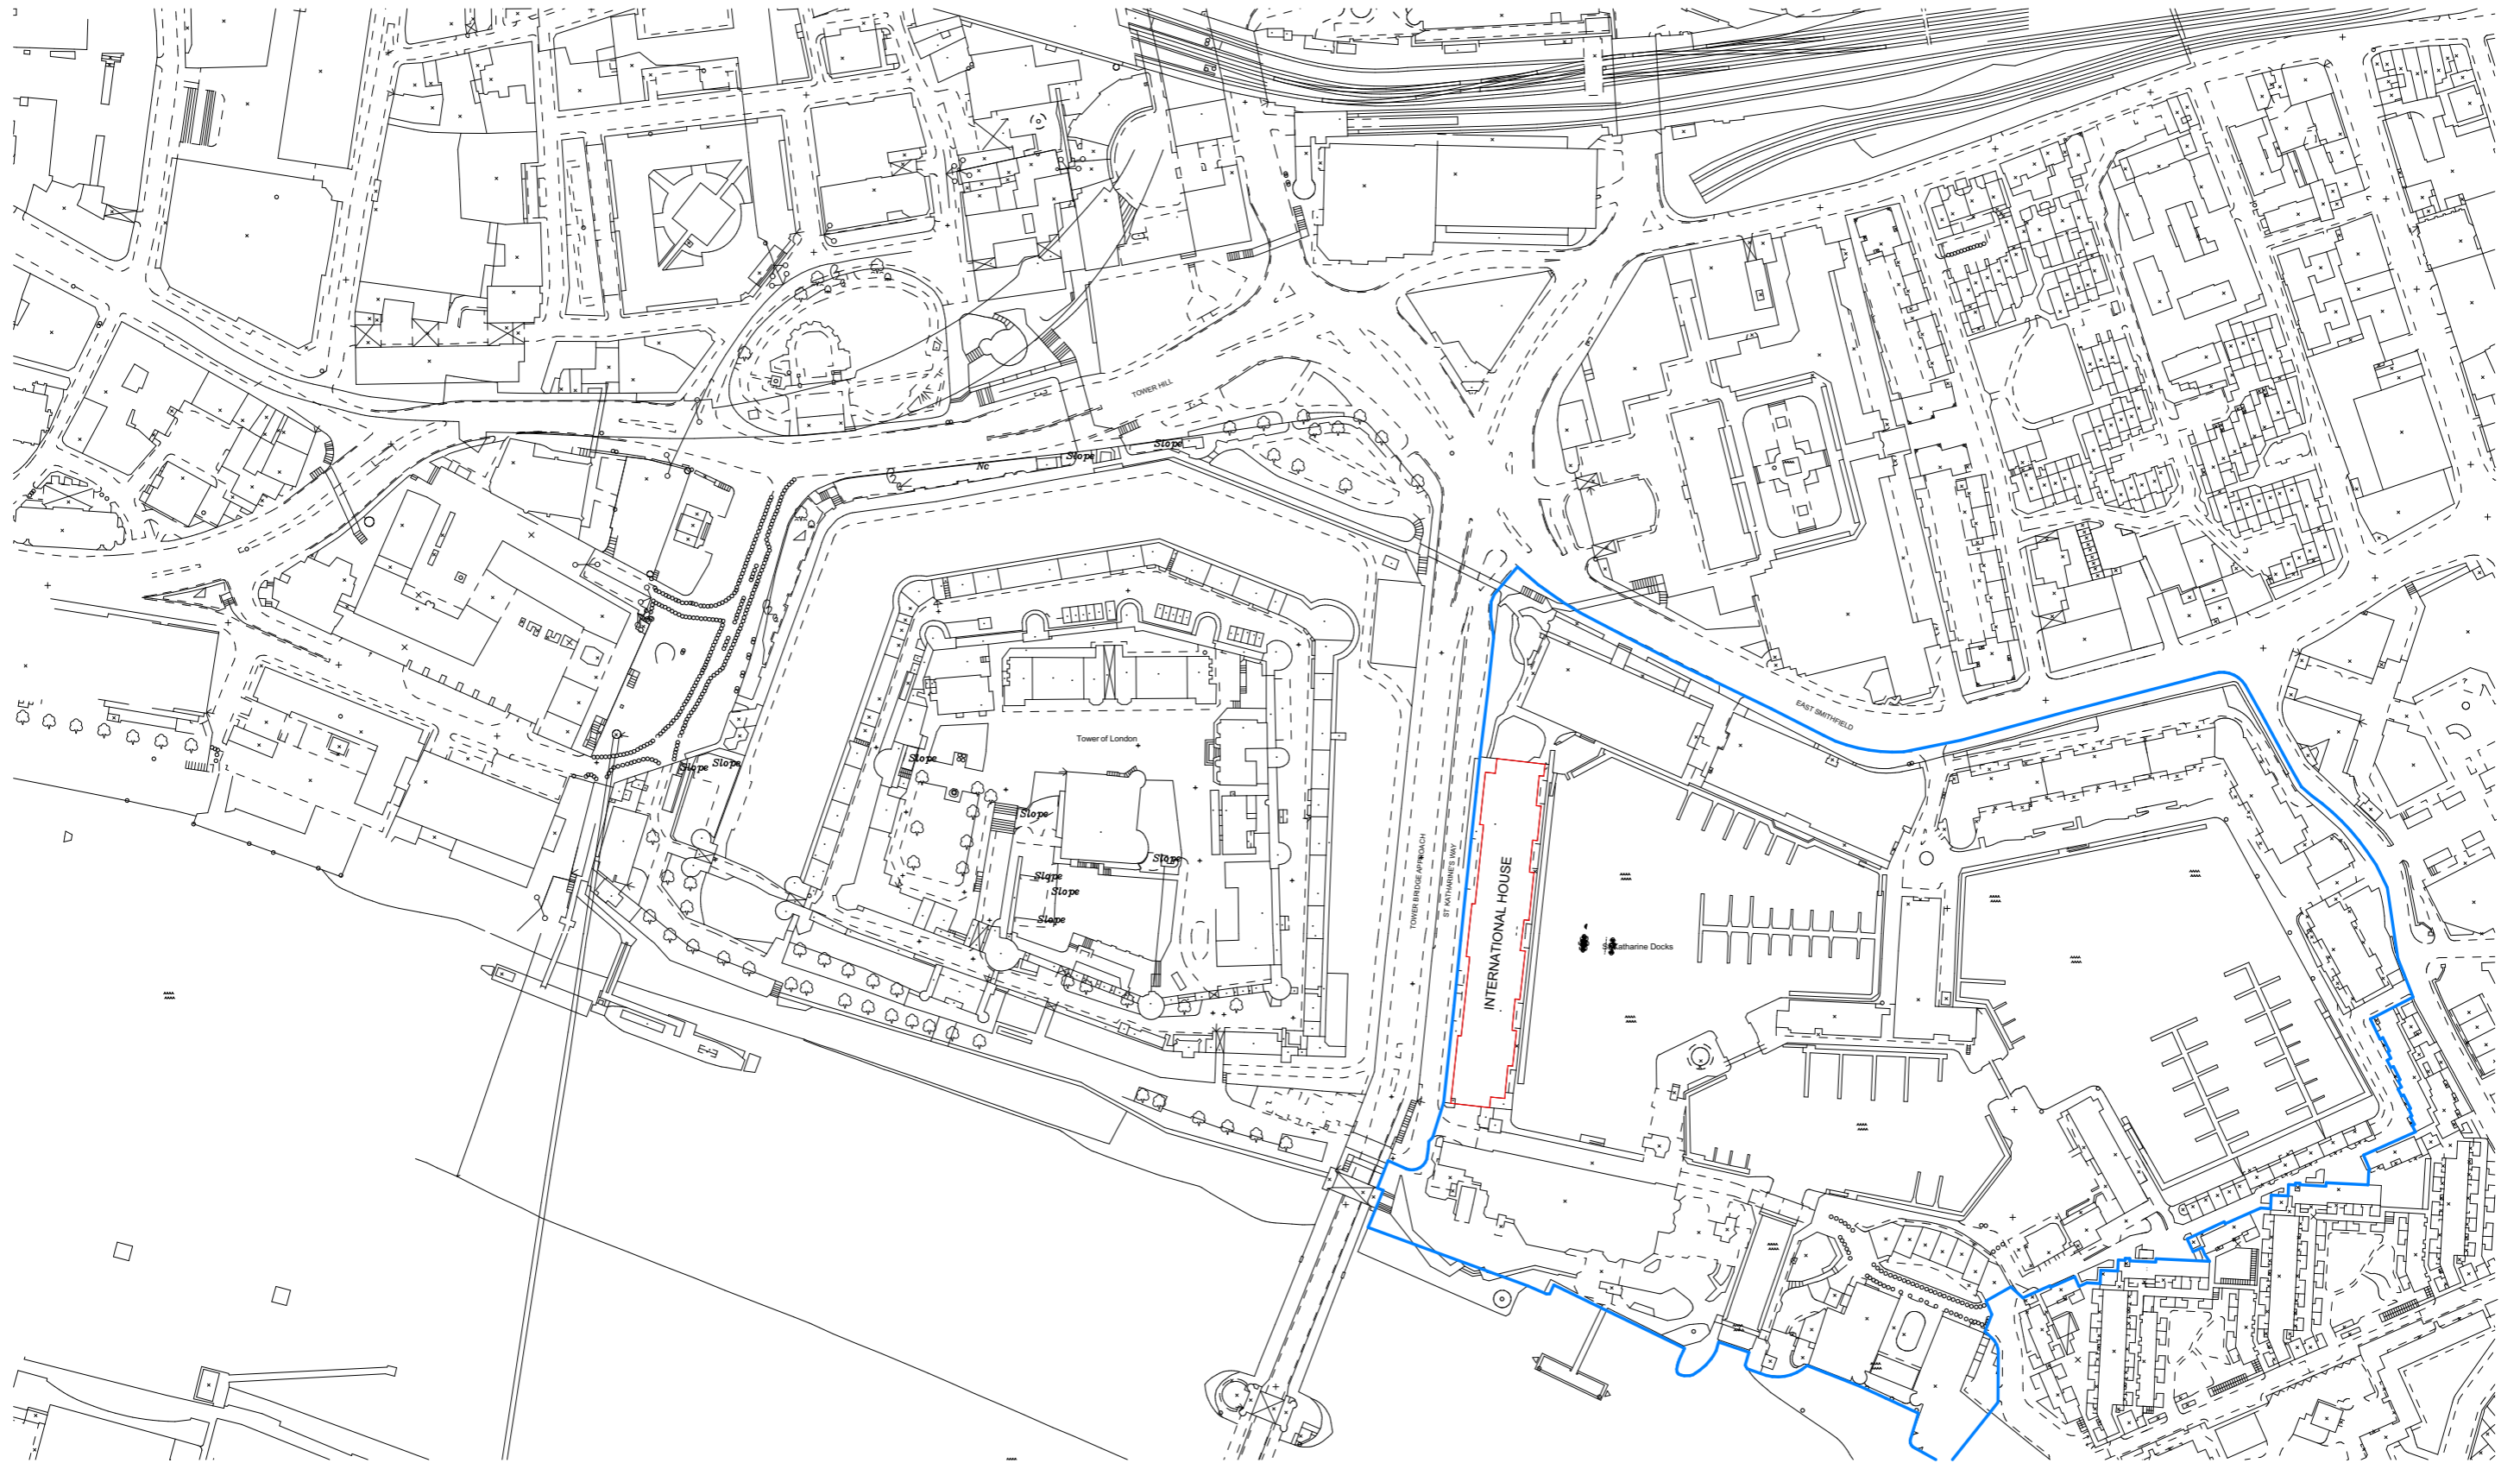 TOWER HILL
Slope
Slope
Nc
EAST SMITHFIELD
Tower of London
Slope
Slope
Slope
Slope
Slope
Slope
Slope
Slope
TOWER BRIDGE APPROACH
ST KATHARINE'S WAY
INTERNATIONAL HOUSE
St Katharine Docks